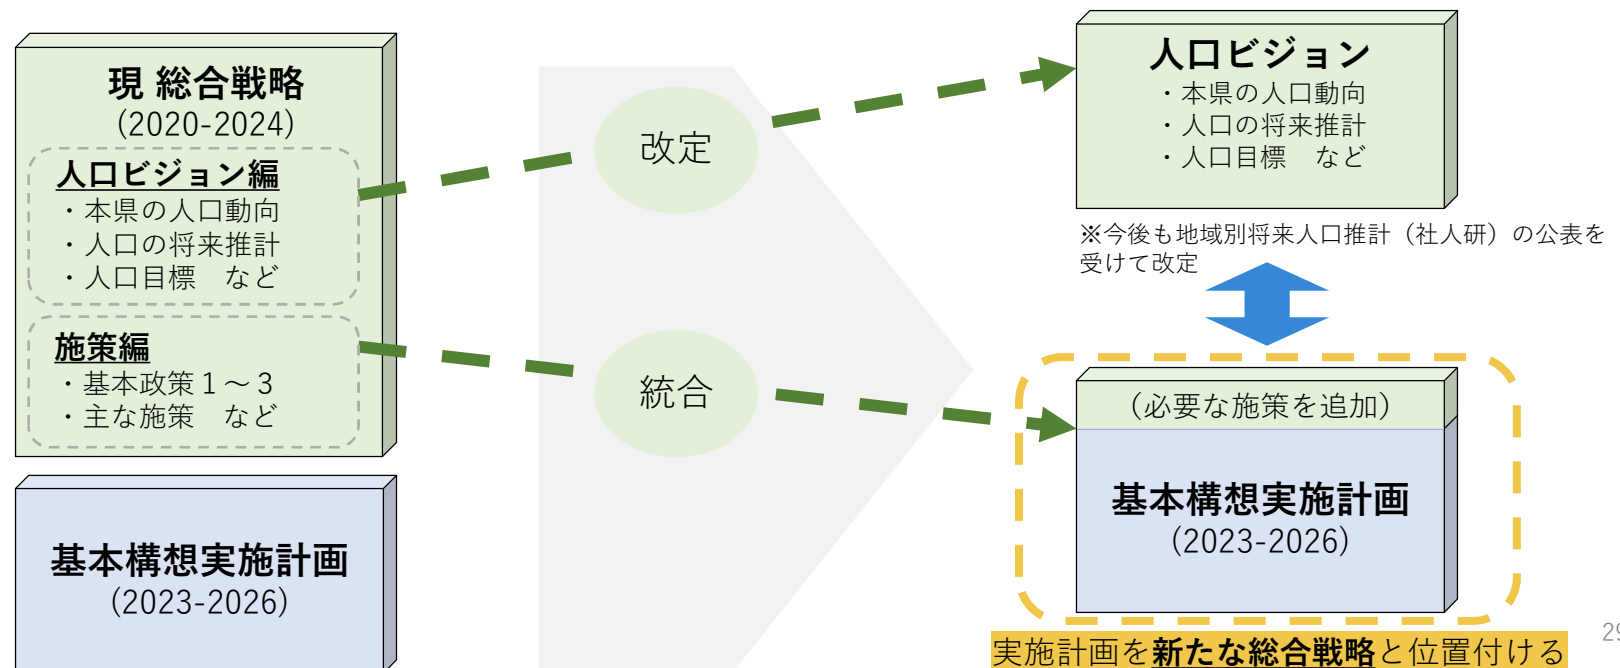 現 総合戦略
(2020-2024)
人口ビジョン編
・本県の人口動向
・人口の将来推計
・人口目標　など
施策編
・基本政策１～３
・主な施策　など
基本構想実施計画
(2023-2026)
改定
統合
人口ビジョン
・本県の人口動向
・人口の将来推計
・人口目標　など
※今後も地域別将来人口推計（社人研）の公表を
受けて改定
（必要な施策を追加）
基本構想実施計画
(2023-2026)
実施計画を新たな総合戦略と位置付ける
29